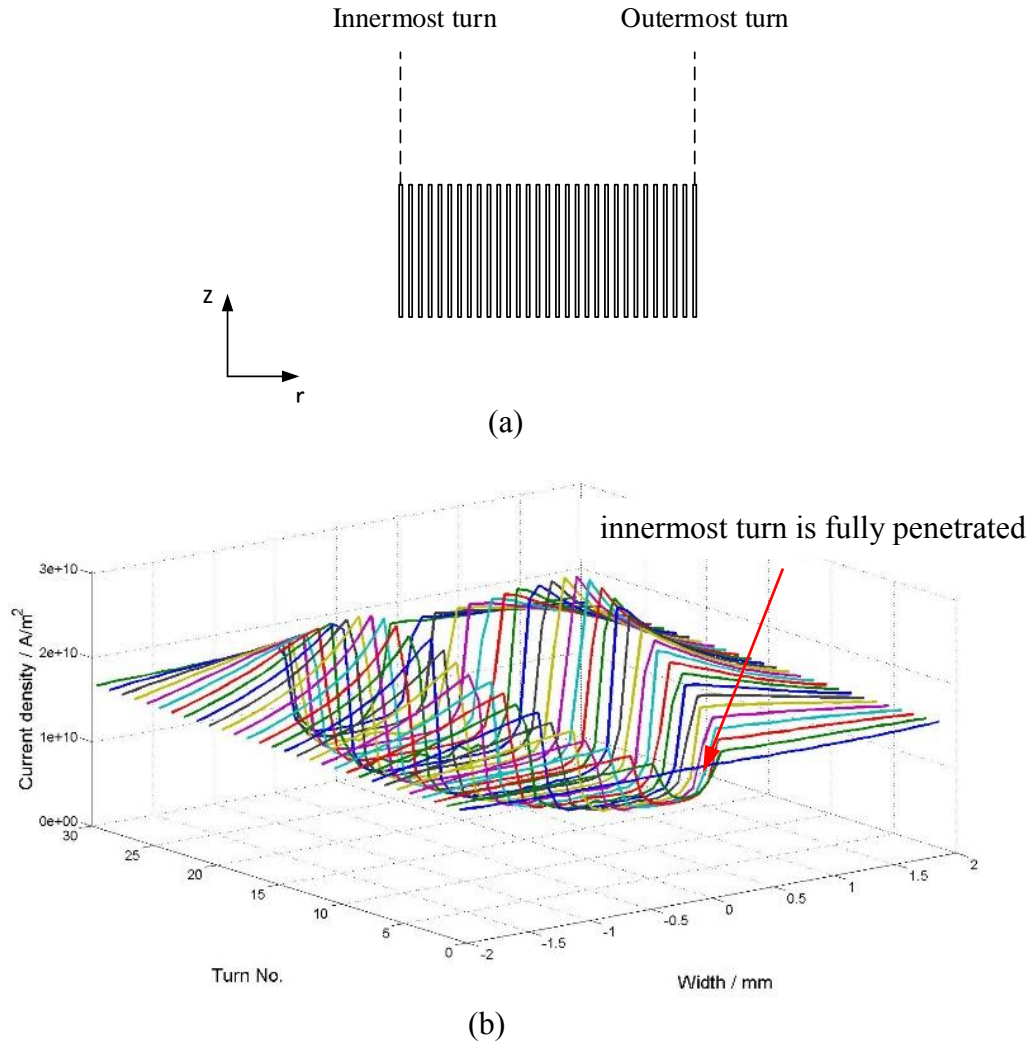 Innermost turn
Outermost turn
z
r
(a)
innermost turn is fully penetrated
Current density / A/m²
3e+10
2e+10
1e+10
0e+00
30
25
20
15
10
5
0
-2
-1.5
-1
-0.5
0
0.5
1
1.5
2
Turn No.
Width / mm
(b)